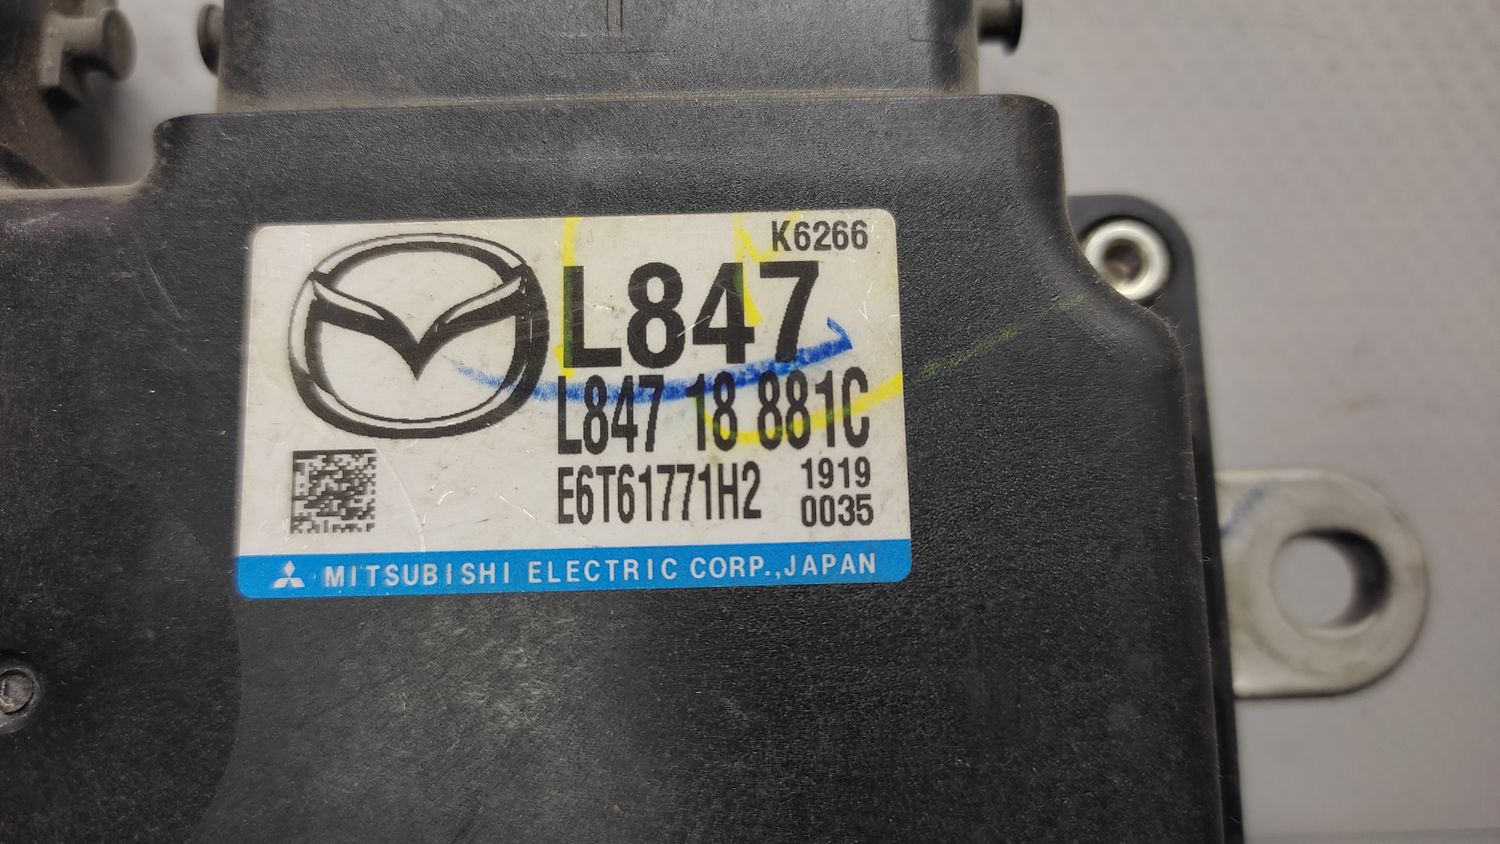 K6266
L847
L847 18 881C
E6T61771H2 1919
0035
MITSUBISHI ELECTRIC CORP.,JAPAN